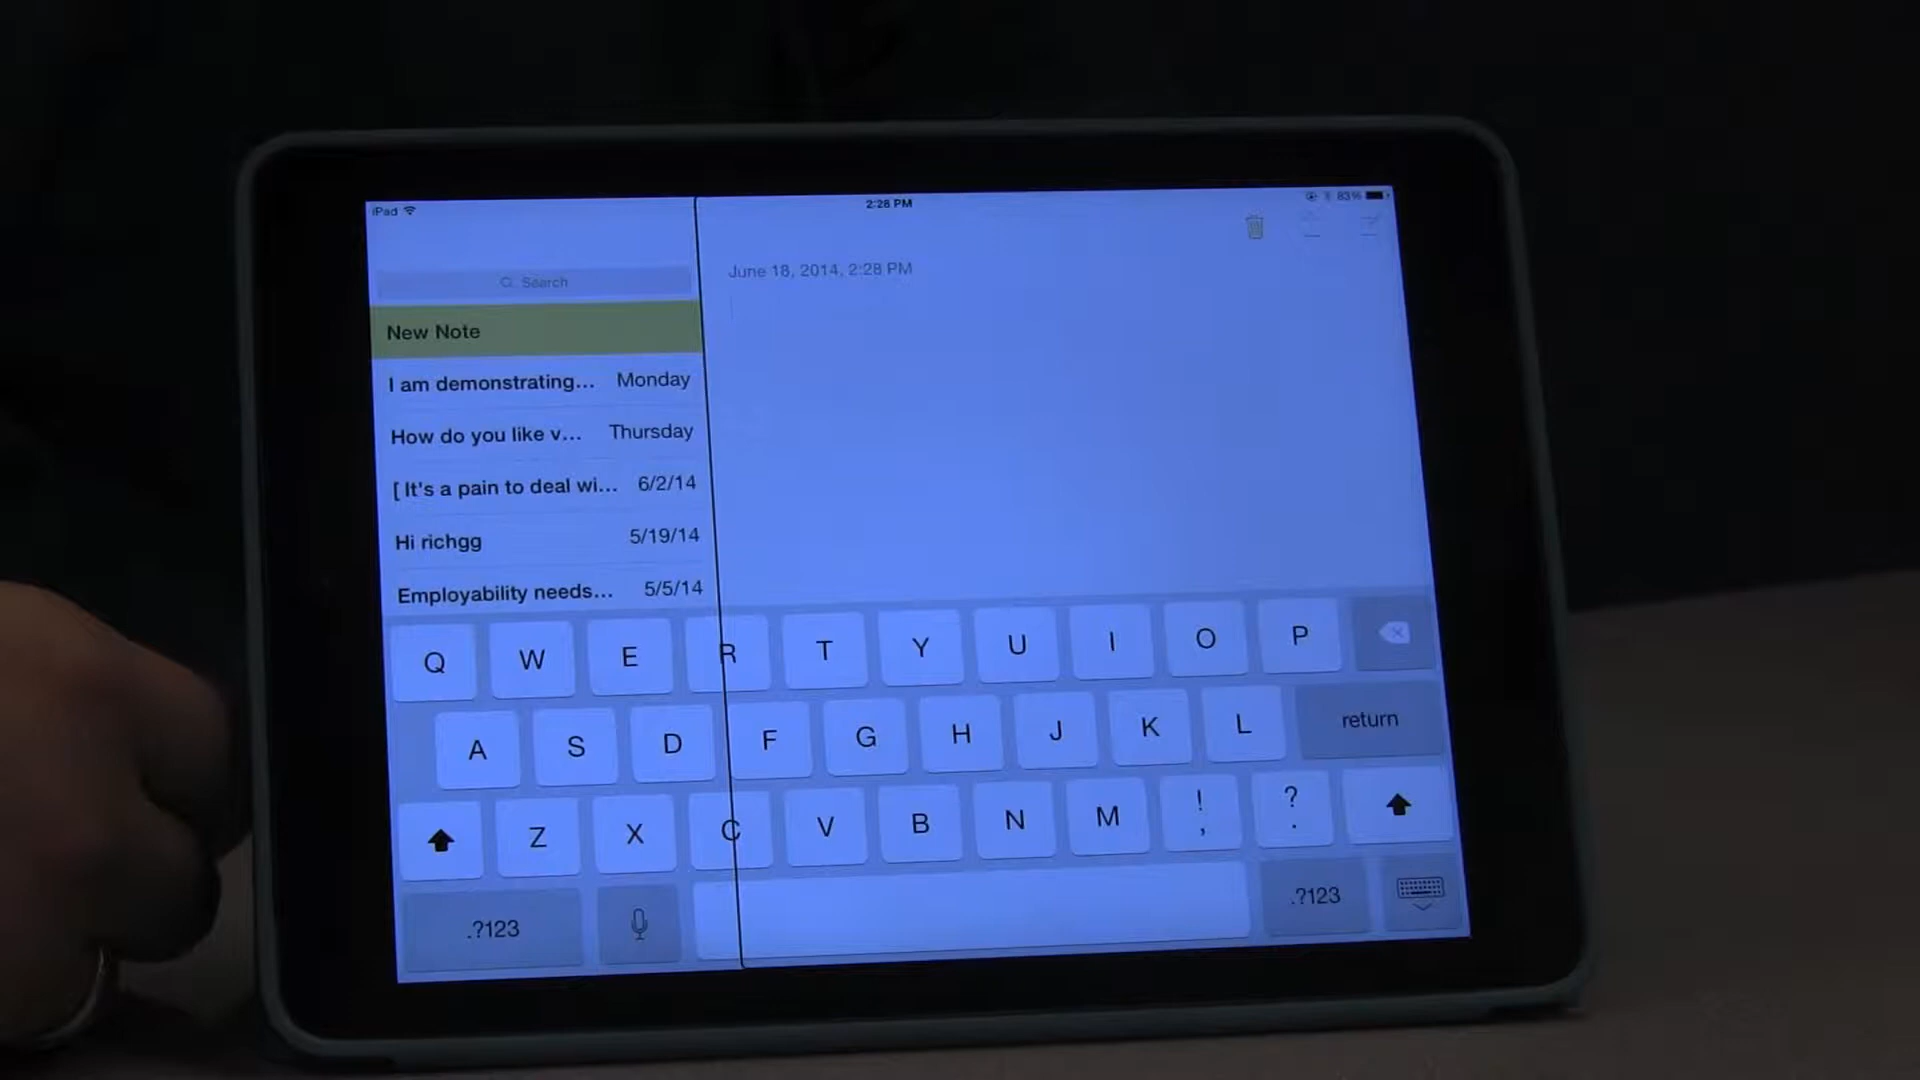 iPad
2:28 PM
83%
Search
June 18, 2014, 2:28 PM
New Note
I am demonstrating... Monday
How do you like v... Thursday
[ It's a pain to deal wi... 6/2/14
Hi richgg 5/19/14
Employability needs... 5/5/14
Q W E R T Y U I O P
A S D F G H J K L return
Z X C V B N M ! , ? .
.?123 .?123